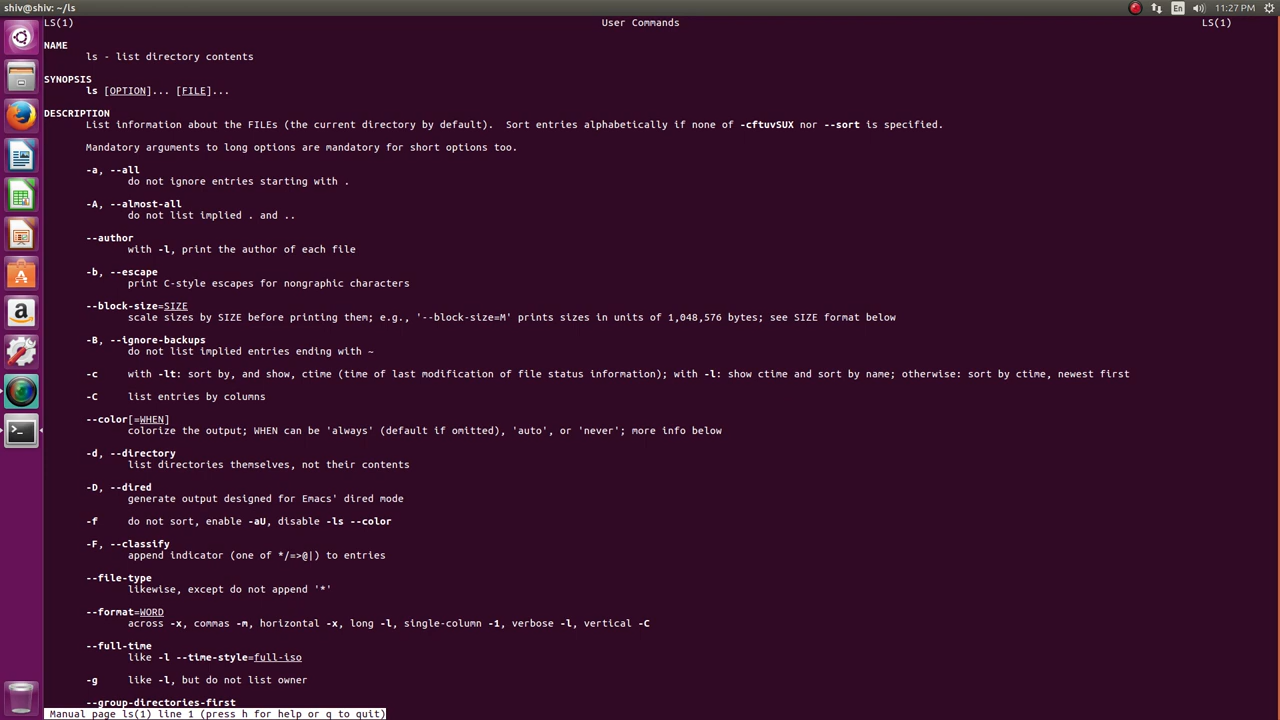 shiv@shiv: ~/ls
En
11:27 PM
LS(1) User Commands LS(1)
NAME
ls - list directory contents
SYNOPSIS
ls [OPTION]... [FILE]...
DESCRIPTION
List information about the FILEs (the current directory by default).  Sort entries alphabetically if none of -cftuvSUX nor --sort is specified.
Mandatory arguments to long options are mandatory for short options too.
-a, --all
do not ignore entries starting with .
-A, --almost-all
do not list implied . and ..
--author
with -l, print the author of each file
-b, --escape
print C-style escapes for nongraphic characters
--block-size=SIZE
scale sizes by SIZE before printing them; e.g., '--block-size=M' prints sizes in units of 1,048,576 bytes; see SIZE format below
-B, --ignore-backups
do not list implied entries ending with ~
-c with -lt: sort by, and show, ctime (time of last modification of file status information); with -l: show ctime and sort by name; otherwise: sort by ctime, newest first
-C list entries by columns
--color[=WHEN]
colorize the output; WHEN can be 'always' (default if omitted), 'auto', or 'never'; more info below
-d, --directory
list directories themselves, not their contents
-D, --dired
generate output designed for Emacs' dired mode
-f do not sort, enable -aU, disable -ls --color
-F, --classify
append indicator (one of */=>@|) to entries
--file-type
likewise, except do not append '*'
--format=WORD
across -x, commas -m, horizontal -x, long -l, single-column -1, verbose -l, vertical -C
--full-time
like -l --time-style=full-iso
-g like -l, but do not list owner
--group-directories-first
Manual page ls(1) line 1 (press h for help or q to quit)